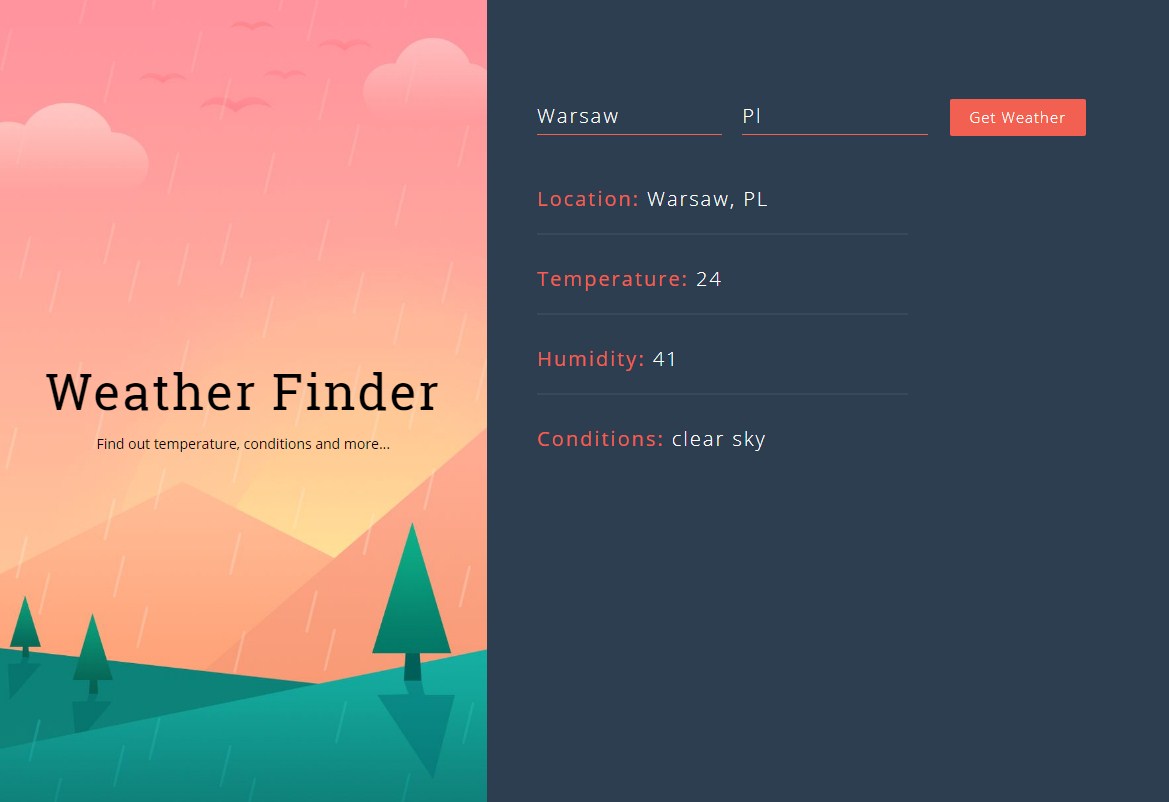 Weather Finder
Find out temperature, conditions and more...
Warsaw Pl Get Weather
Location: Warsaw, PL
Temperature: 24
Humidity: 41
Conditions: clear sky